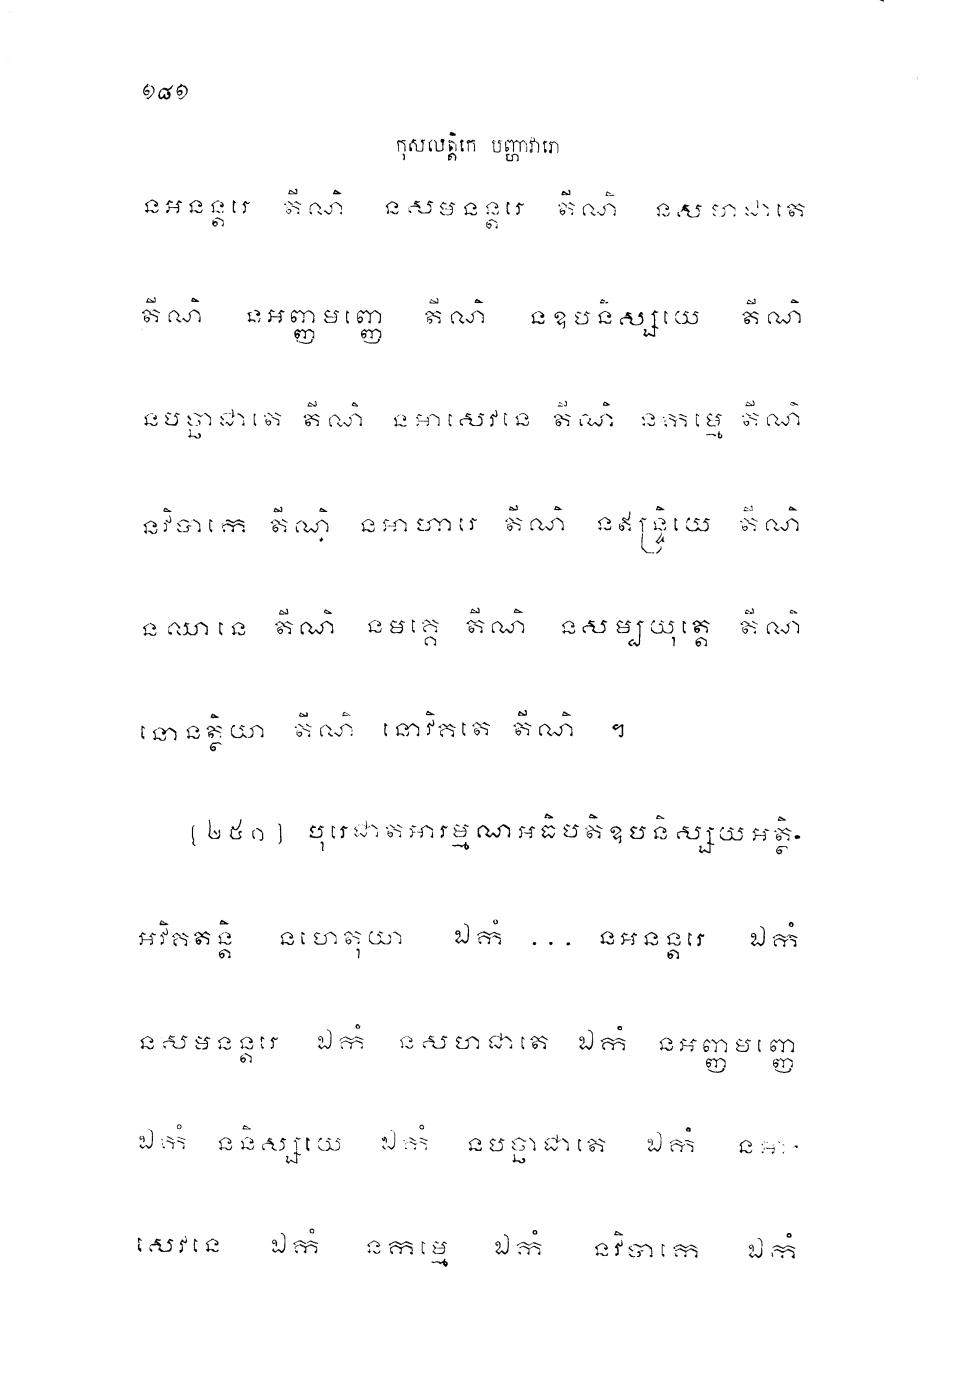 ១៨១
កុសលត្តិកេ បញ្ហាវារោ
នអនន្តរេ តីណិ នសមនន្តរេ តីណិ នសហជាតេ
តីណិ នអញ្ញមញ្ញេ តីណិ នឧបនិស្សយេ តីណិ
នបច្ឆាជាតេ តីណិ នអាសេវនេ តីណិ នកម្មេ តីណិ
នវិបាកេ តីណិ នអាហារេ តីណិ នឥន្ទ្រិយេ តីណិ
នឈានេ តីណិ នមគ្គេ តីណិ នសម្បយុត្តេ តីណិ
នោនត្ថិយា តីណិ នោវិគតេ តីណិ ។
[២៥០] បុរេជាតអារម្មណអធិបតិឧបនិស្សយអត្ថិ-
អវិគតន្តិ នហេតុយា ឯកំ ... នអនន្តរេ ឯកំ
នសមនន្តរេ ឯកំ នសហជាតេ ឯកំ នអញ្ញមញ្ញេ
ឯកំ ននិស្សយេ ឯកំ នបច្ឆាជាតេ ឯកំ នអា-
សេវនេ ឯកំ នកម្មេ ឯកំ នវិបាកេ ឯកំ